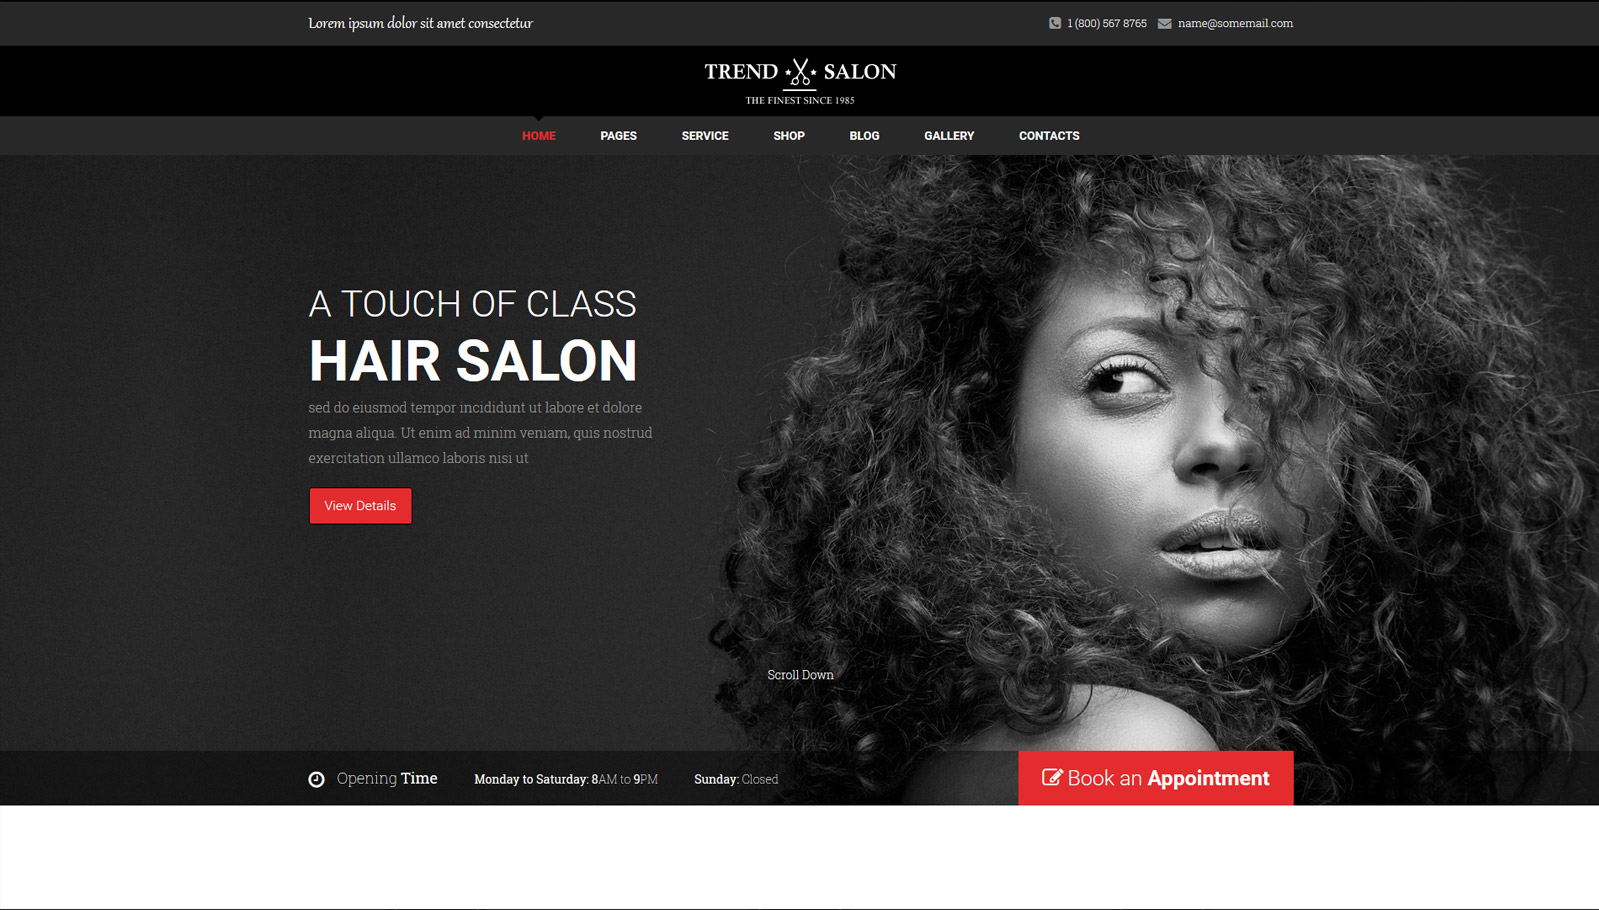 Lorem ipsum dolor sit amet consectetur
1 (800) 567 8765 name@somemail.com
TREND SALON
THE FINEST SINCE 1985
HOME PAGES SERVICE SHOP BLOG GALLERY CONTACTS
A TOUCH OF CLASS
HAIR SALON
sed do eiusmod tempor incididunt ut labore et dolore
magna aliqua. Ut enim ad minim veniam, quis nostrud
exercitation ullamco laboris nisi ut
View Details
Scroll Down
Opening Time Monday to Saturday: 8AM to 9PM Sunday: Closed Book an Appointment